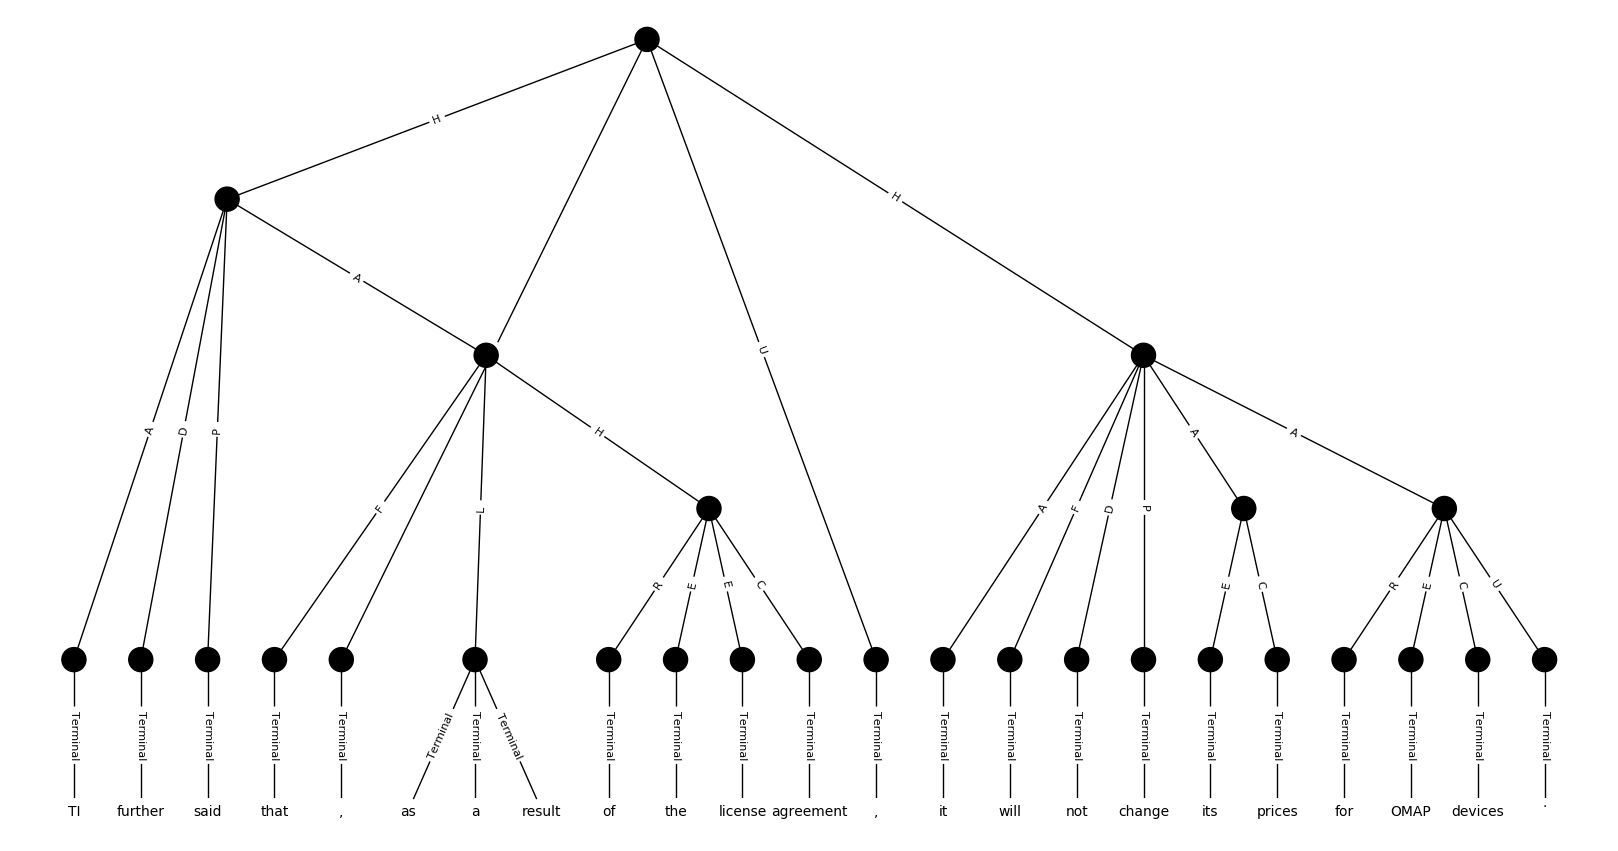 H
H
A
U
A D P
F L H
A F D P A A
R E E C
E C
R E C U
Terminal Terminal Terminal Terminal Terminal Terminal Terminal Terminal Terminal Terminal Terminal Terminal Terminal Terminal Terminal Terminal Terminal Terminal Terminal Terminal Terminal Terminal Terminal
TI further said that , as a result of the license agreement , it will not change its prices for OMAP devices .